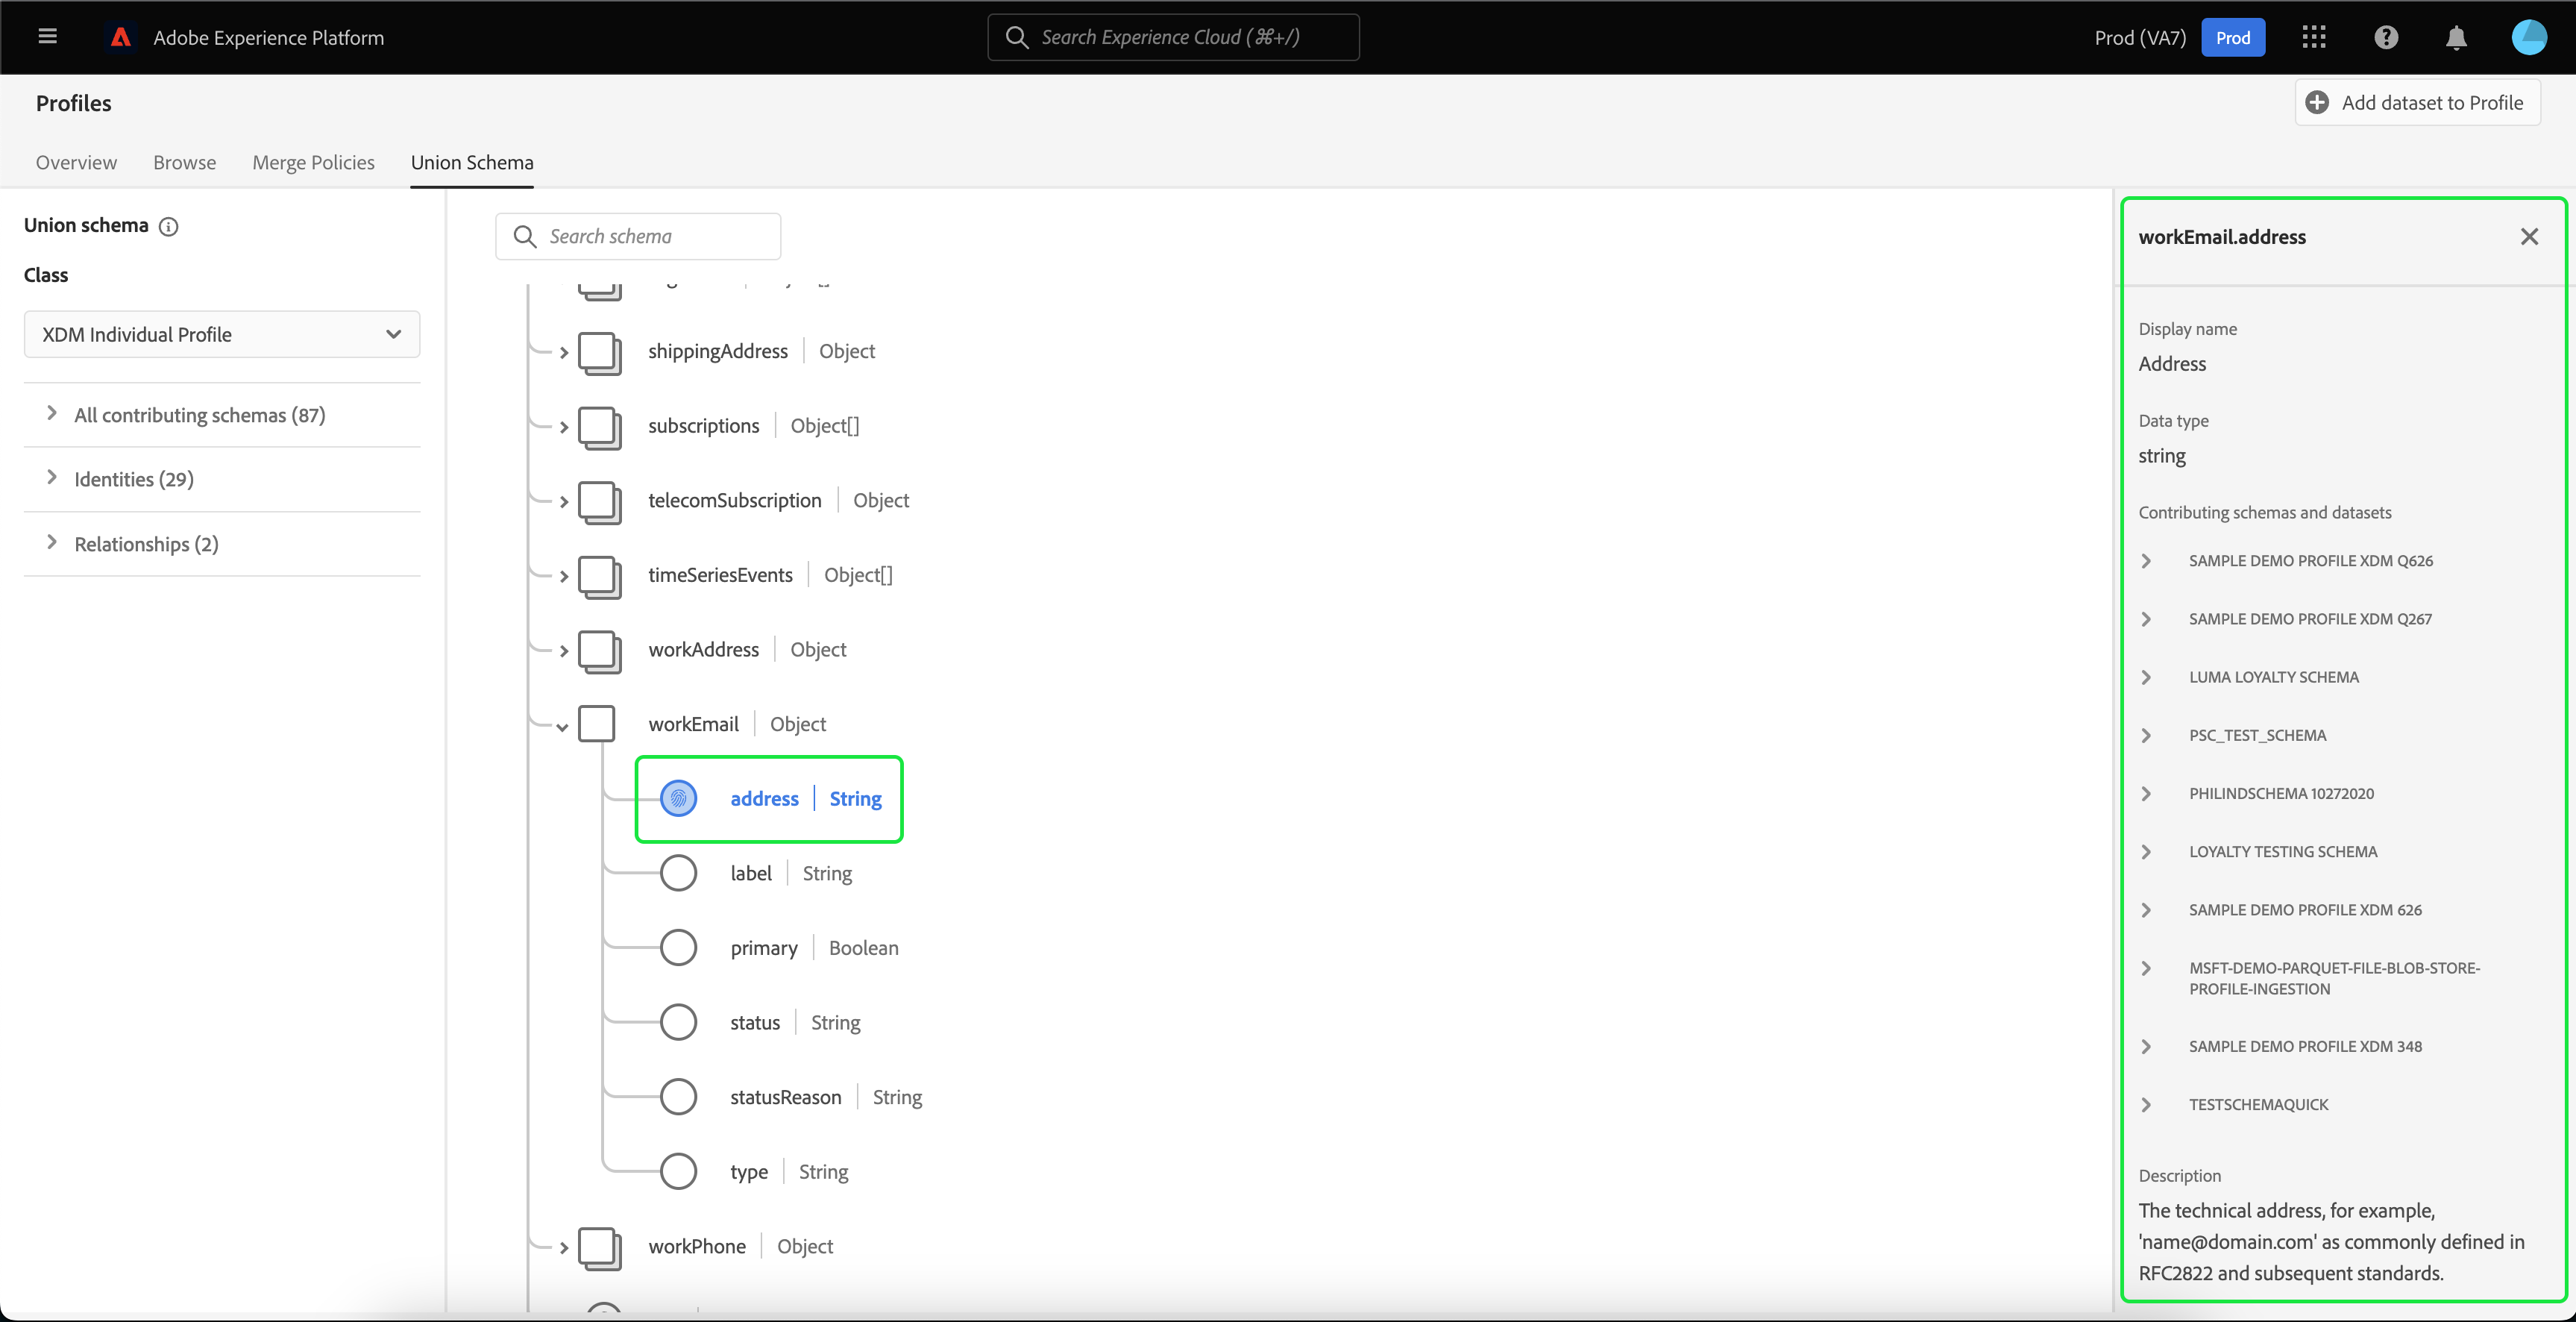 Adobe Experience Platform
Search Experience Cloud (⌘+/)
Prod (VA7)
Prod
Profiles
Add dataset to Profile
Overview
Browse
Merge Policies
Union Schema
Union schema
Class
XDM Individual Profile
All contributing schemas (87)
Identities (29)
Relationships (2)
Search schema
shippingAddress | Object
subscriptions | Object[]
telecomSubscription | Object
timeSeriesEvents | Object[]
workAddress | Object
workEmail | Object
address | String
label | String
primary | Boolean
status | String
statusReason | String
type | String
workPhone | Object
workEmail.address
Display name
Address
Data type
string
Contributing schemas and datasets
SAMPLE DEMO PROFILE XDM Q626
SAMPLE DEMO PROFILE XDM Q267
LUMA LOYALTY SCHEMA
PSC_TEST_SCHEMA
PHILINDSCHEMA 10272020
LOYALTY TESTING SCHEMA
SAMPLE DEMO PROFILE XDM 626
MSFT-DEMO-PARQUET-FILE-BLOB-STORE-
PROFILE-INGESTION
SAMPLE DEMO PROFILE XDM 348
TESTSCHEMAQUICK
Description
The technical address, for example,
'name@domain.com' as commonly defined in
RFC2822 and subsequent standards.